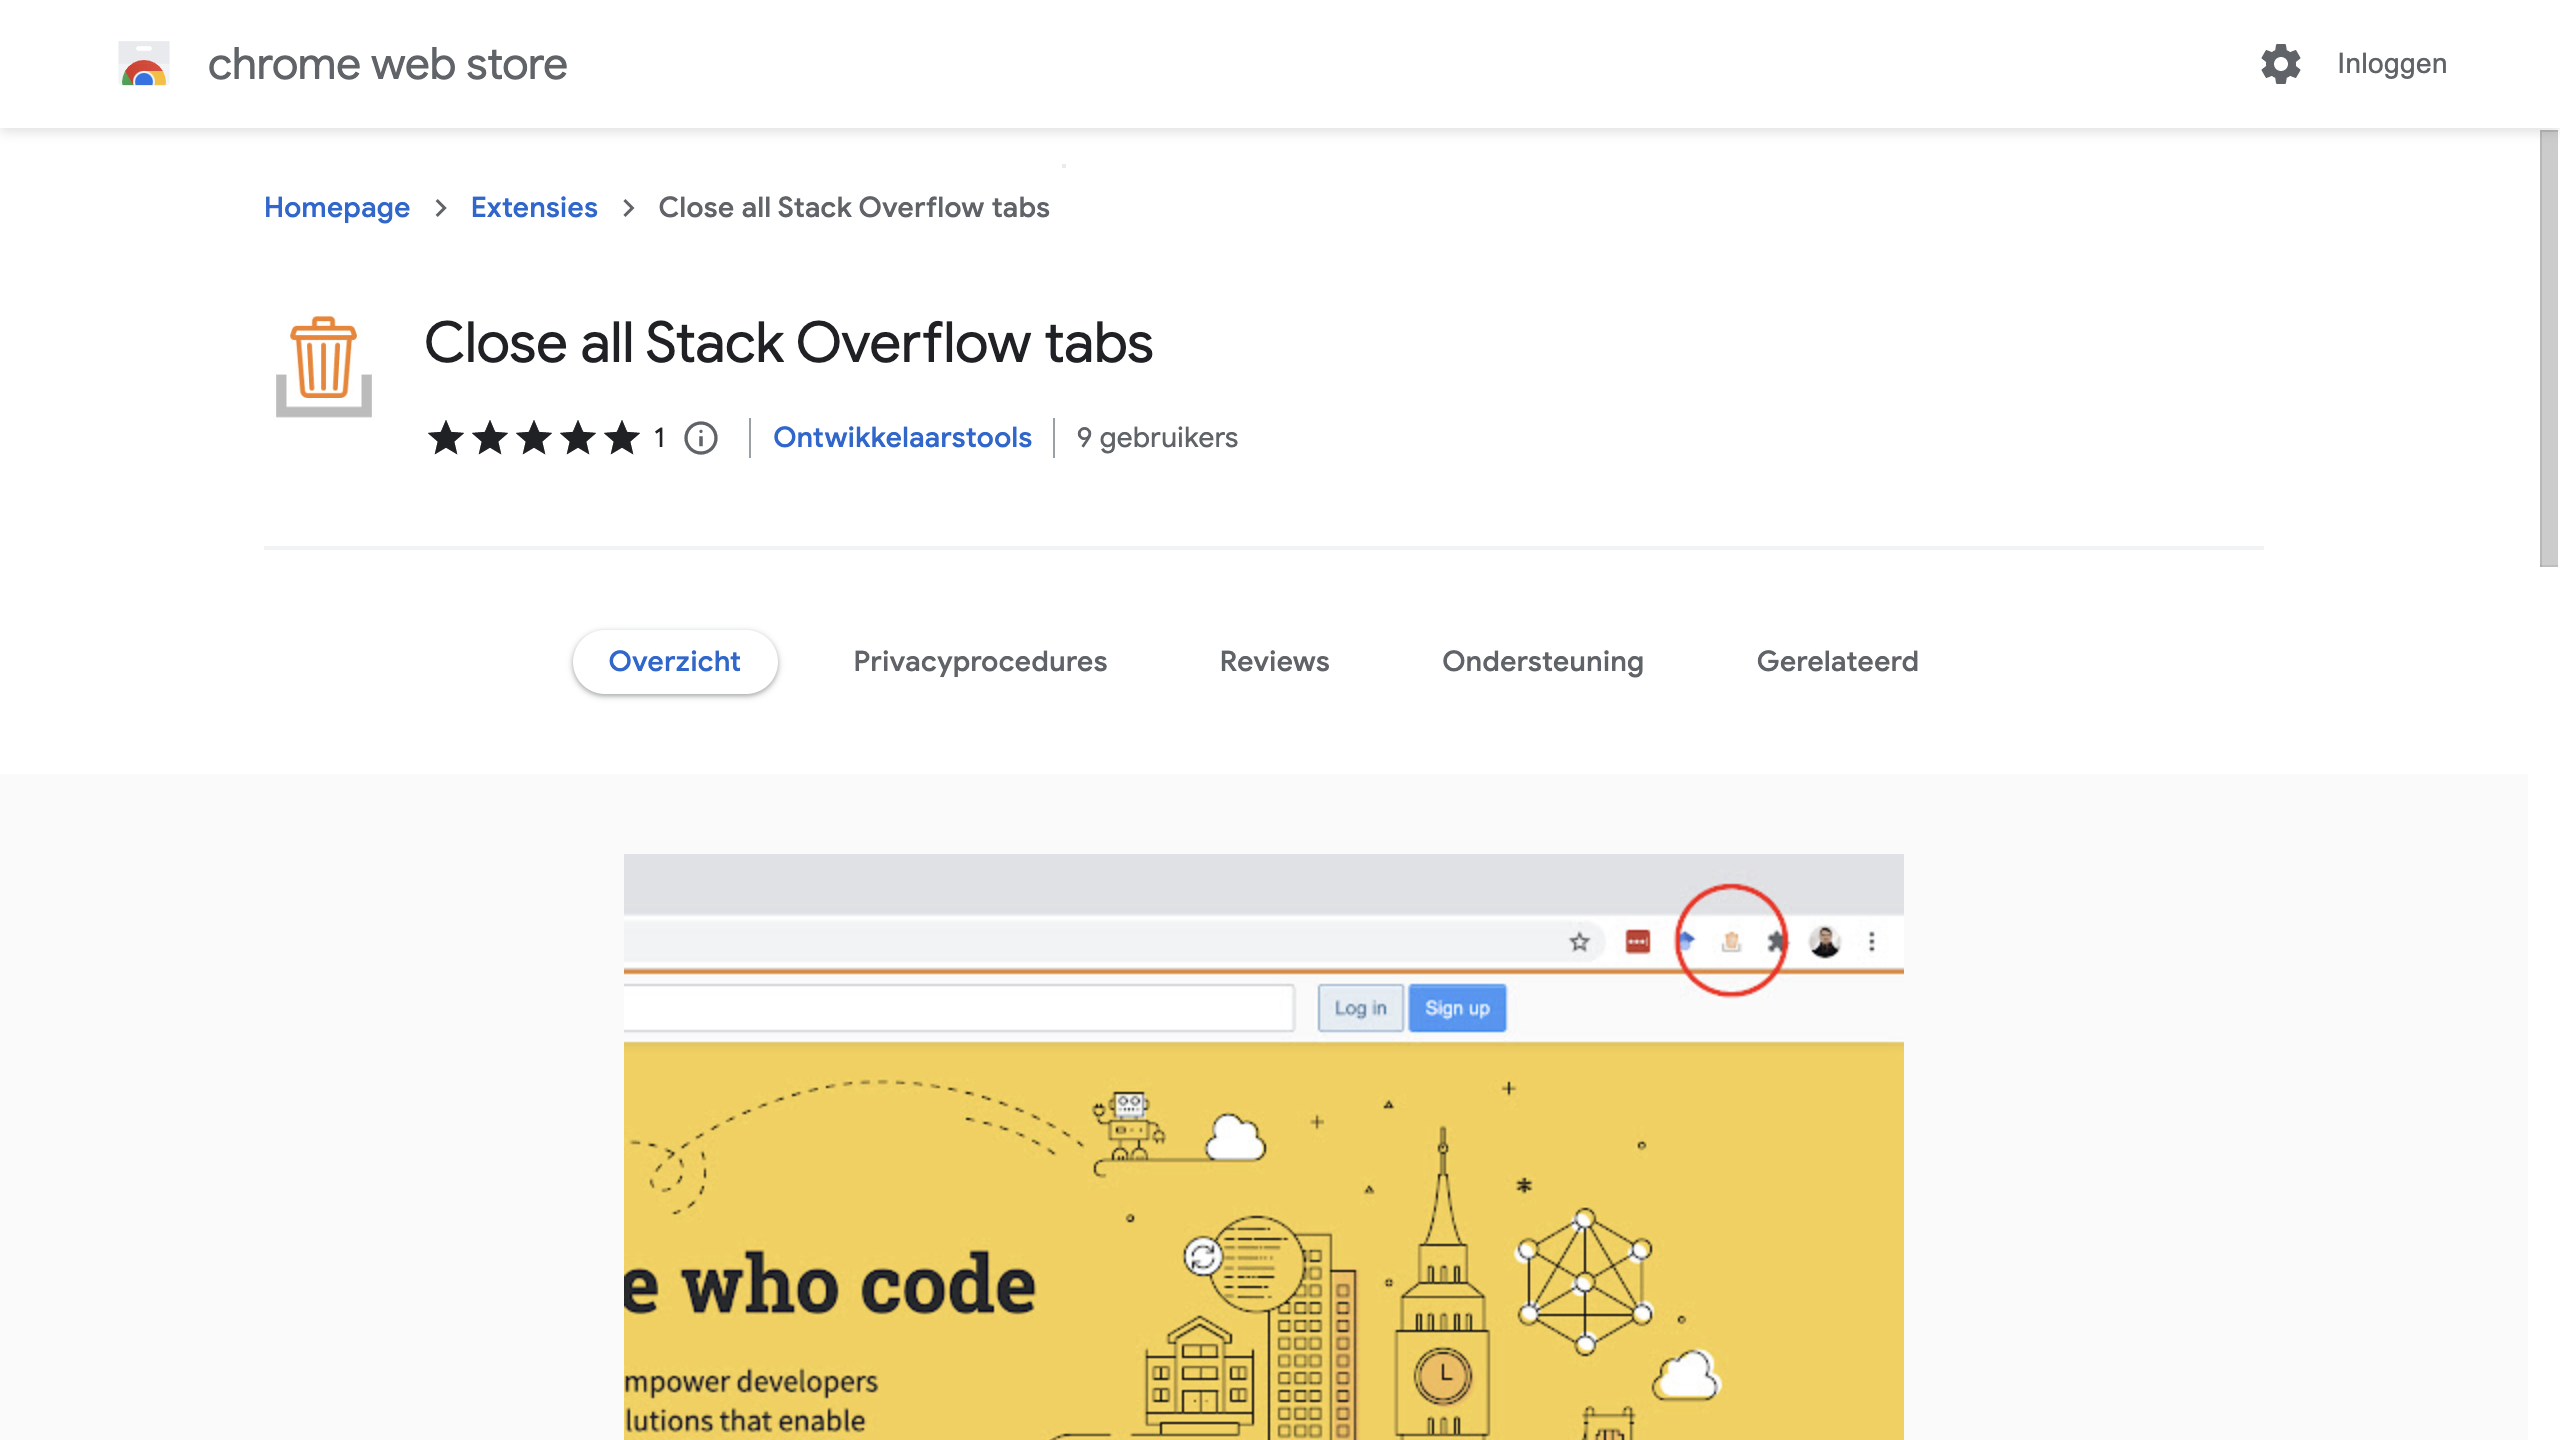 chrome web store
Inloggen
Homepage > Extensies > Close all Stack Overflow tabs
Close all Stack Overflow tabs
1
Ontwikkelaarstools
9 gebruikers
Overzicht
Privacyprocedures
Reviews
Ondersteuning
Gerelateerd
Log in
Sign up
e who code
mpower developers
lutions that enable